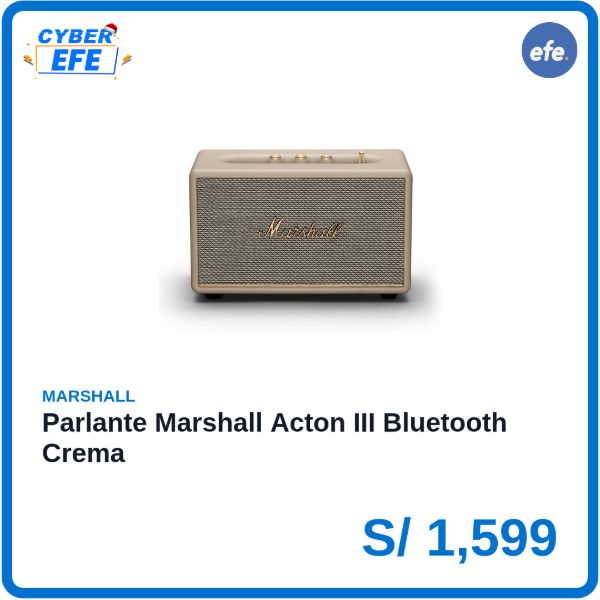 CYBER
EFE
efe.
Marshall
MARSHALL
Parlante Marshall Acton III Bluetooth
Crema
S/ 1,599